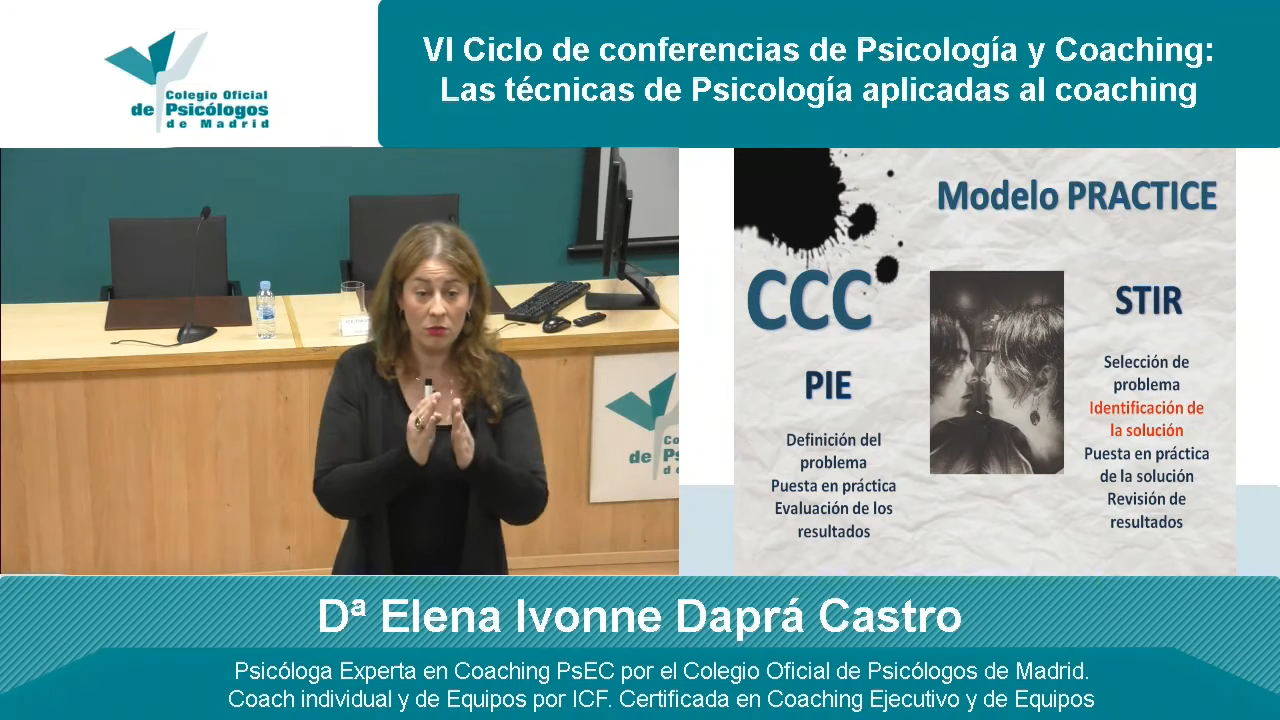 VI Ciclo de conferencias de Psicología y Coaching:
Las técnicas de Psicología aplicadas al coaching
Colegio Oficial
de Psicólogos
de Madrid
Modelo PRACTICE
CCC
STIR
PIE
Selección de
problema
Identificación de
la solución
Puesta en práctica
de la solución
Revisión de
resultados
Definición del
problema
Puesta en práctica
Evaluación de los
resultados
Co
de Ps
de
Dª Elena Ivonne Daprá Castro
Psicóloga Experta en Coaching PsEC por el Colegio Oficial de Psicólogos de Madrid.
Coach individual y de Equipos por ICF. Certificada en Coaching Ejecutivo y de Equipos